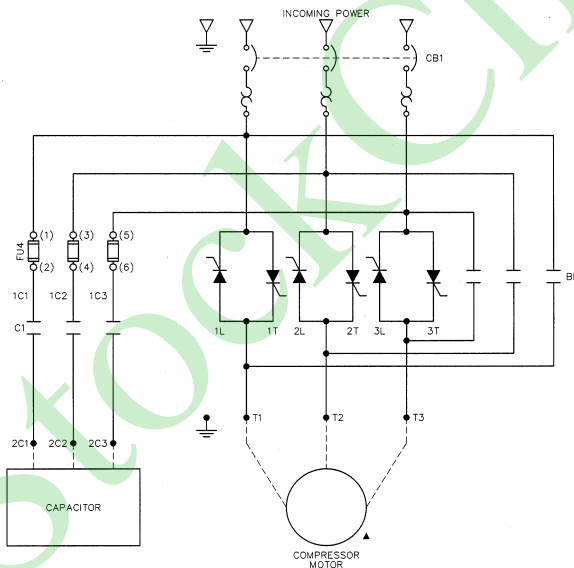 INCOMING POWER
CB1
FU4
(1) (3) (5)
(2) (4) (6)
1C1 1C2 1C3
C1
1L 1T 2L 2T 3L 3T
T1 T2 T3
2C1 2C2 2C3
CAPACITOR
COMPRESSOR
MOTOR